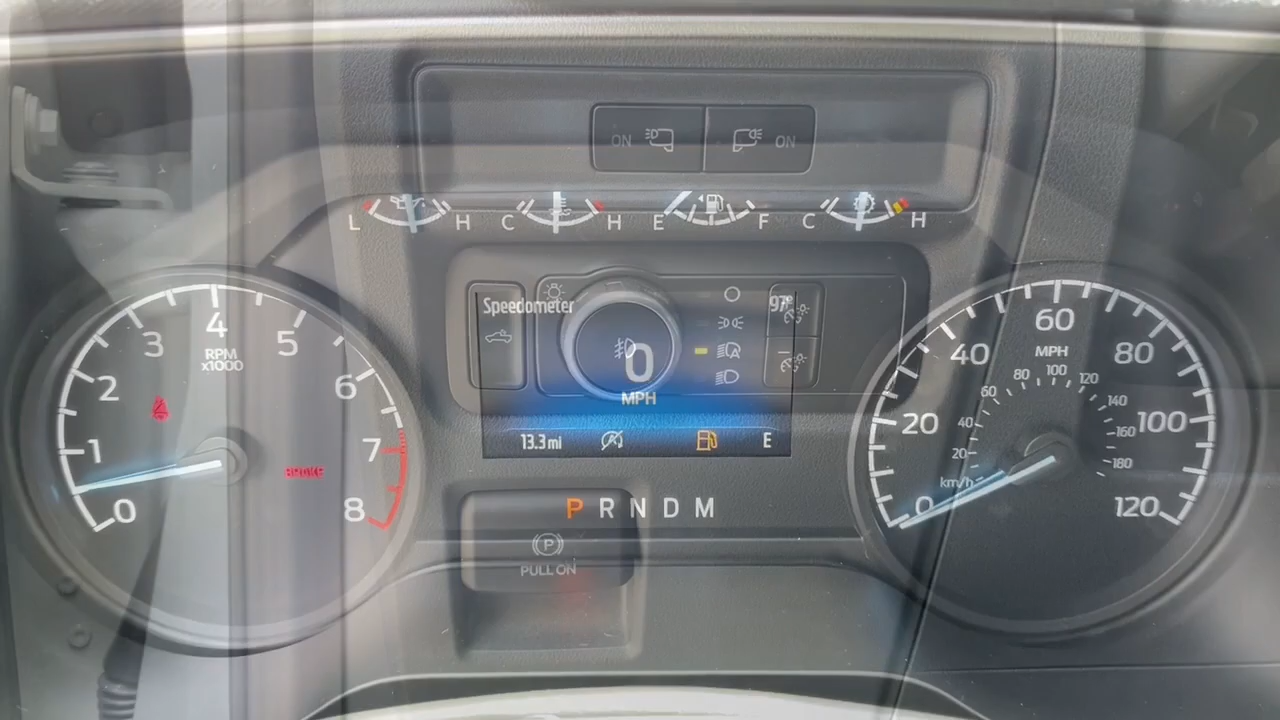 ON ON
L H C H E F C H
Speedometer 97°
0
MPH
13.3 mi E
P R N D M
PULL ON
0 1 2 3 4 5 6 7 8
RPM
x1000
0 20 40 60 80 100 120
MPH
20 40 60 80 100 120 140 160 180
km/h
BRAKE
P